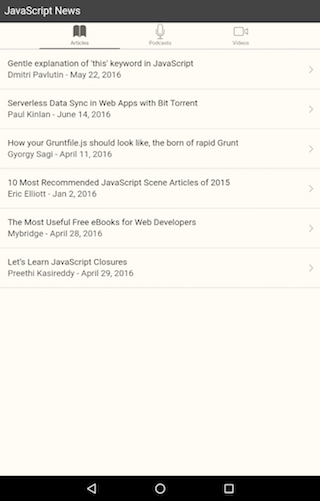 JavaScript News
Articles
Podcasts
Videos
Gentle explanation of 'this' keyword in JavaScript
Dmitri Pavlutin - May 22, 2016
Serverless Data Sync in Web Apps with Bit Torrent
Paul Kinlan - June 14, 2016
How your Gruntfile.js should look like, the born of rapid Grunt
Gyorgy Sagi - April 11, 2016
10 Most Recommended JavaScript Scene Articles of 2015
Eric Elliott - Jan 2, 2016
The Most Useful Free eBooks for Web Developers
Mybridge - April 28, 2016
Let's Learn JavaScript Closures
Preethi Kasireddy - April 29, 2016